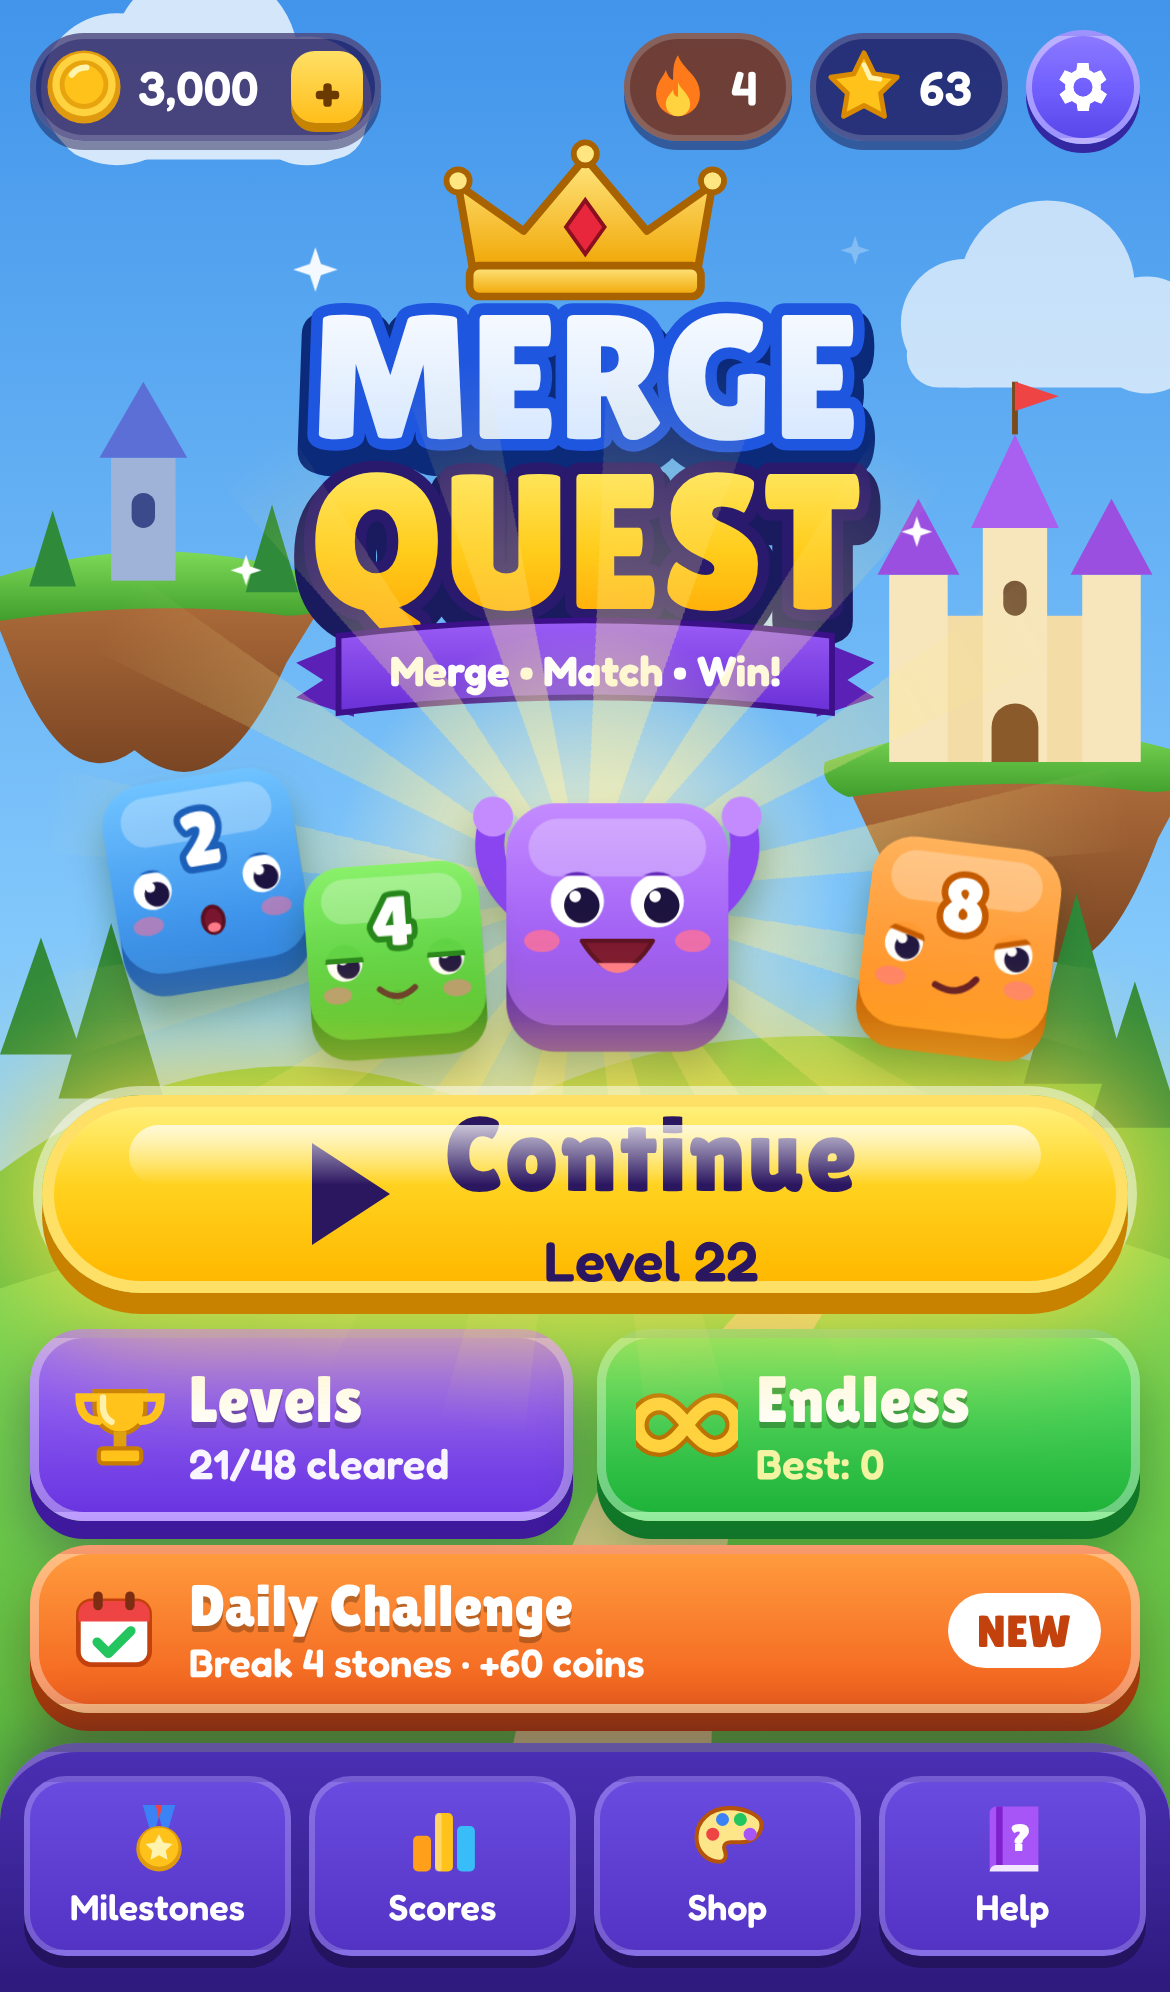 3,000
+
4
63
MERGE
QUEST
Merge • Match • Win!
2
4
8
Continue
Level 22
Levels
21/48 cleared
Endless
Best: 0
Daily Challenge
Break 4 stones · +60 coins
NEW
?
Milestones
Scores
Shop
Help